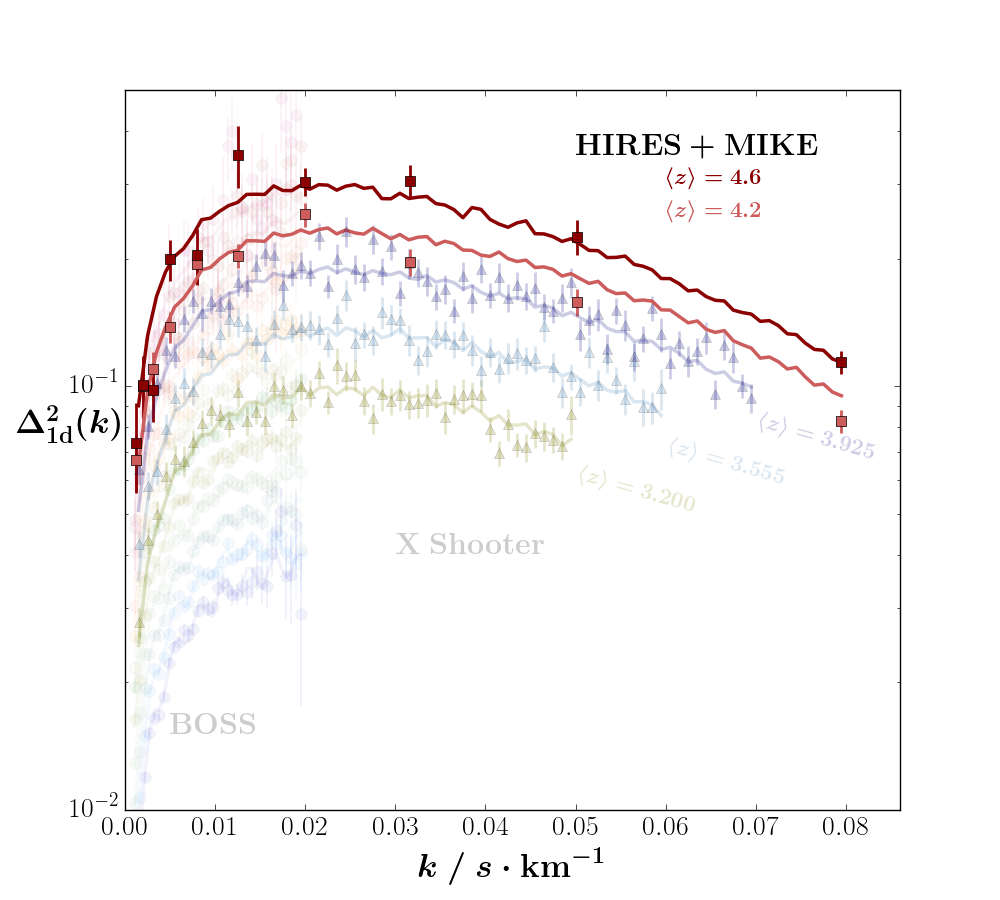 HIRES + MIKE
⟨z⟩ = 4.6
⟨z⟩ = 4.2
10⁻¹
Δ²₁d(k)
⟨z⟩ = 3.925
⟨z⟩ = 3.555
⟨z⟩ = 3.200
X Shooter
BOSS
10⁻²
0.00 0.01 0.02 0.03 0.04 0.05 0.06 0.07 0.08
k / s · km⁻¹